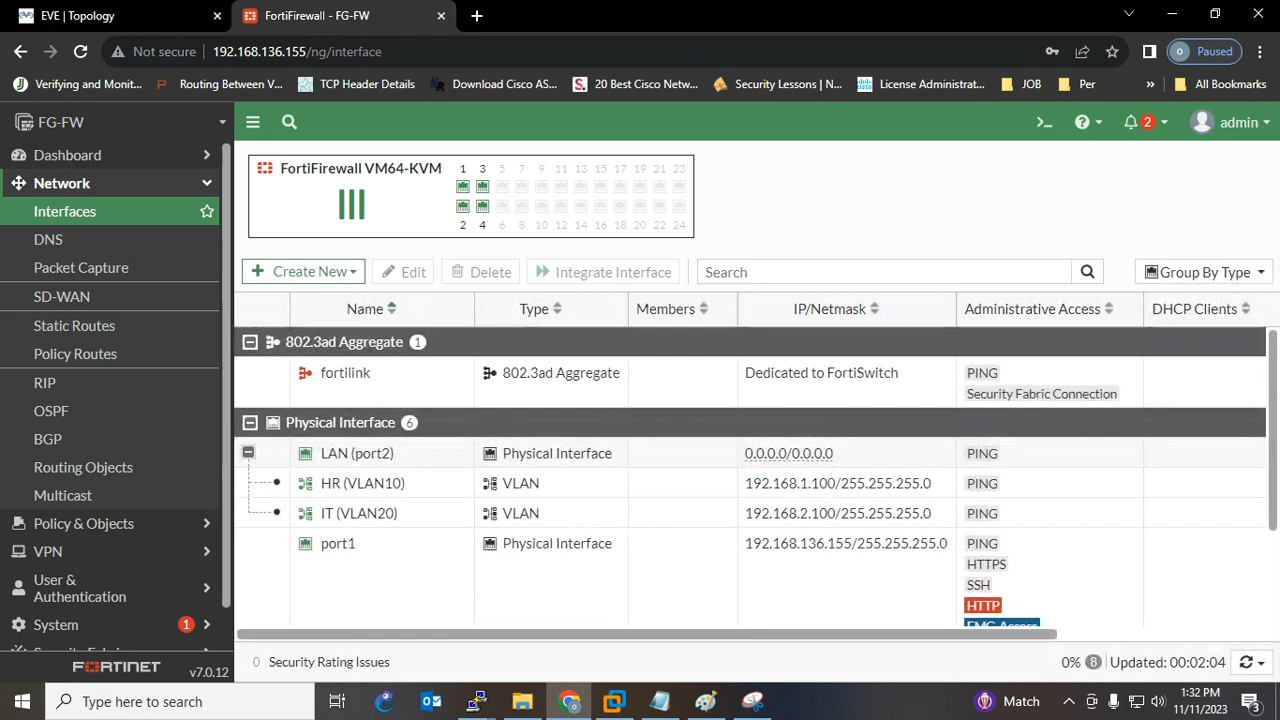 EVE | Topology
FortiFirewall - FG-FW
Not secure 192.168.136.155/ng/interface
Paused
Verifying and Monit...
Routing Between V...
TCP Header Details
Download Cisco AS...
20 Best Cisco Netw...
Security Lessons | N...
License Administrat...
JOB
Per
»
All Bookmarks
FG-FW
2
admin
Dashboard
Network
Interfaces
DNS
Packet Capture
SD-WAN
Static Routes
Policy Routes
RIP
OSPF
BGP
Routing Objects
Multicast
Policy & Objects
VPN
User &
Authentication
System 1
FORTINET v7.0.12
FortiFirewall VM64-KVM
1 3 5 7 9 11 13 15 17 19 21 23
2 4 6 8 10 12 14 16 18 20 22 24
Create New
Edit
Delete
Integrate Interface
Search
Group By Type
Name Type Members IP/Netmask Administrative Access DHCP Clients
802.3ad Aggregate 1
fortilink 802.3ad Aggregate Dedicated to FortiSwitch PING
Security Fabric Connection
Physical Interface 6
LAN (port2) Physical Interface 0.0.0.0/0.0.0.0 PING
HR (VLAN10) VLAN 192.168.1.100/255.255.255.0 PING
IT (VLAN20) VLAN 192.168.2.100/255.255.255.0 PING
port1 Physical Interface 192.168.136.155/255.255.255.0 PING
HTTPS
SSH
HTTP
FMG-Access
0 Security Rating Issues
0% 8 Updated: 00:02:04
Type here to search
Match
1:32 PM
11/11/2023
3